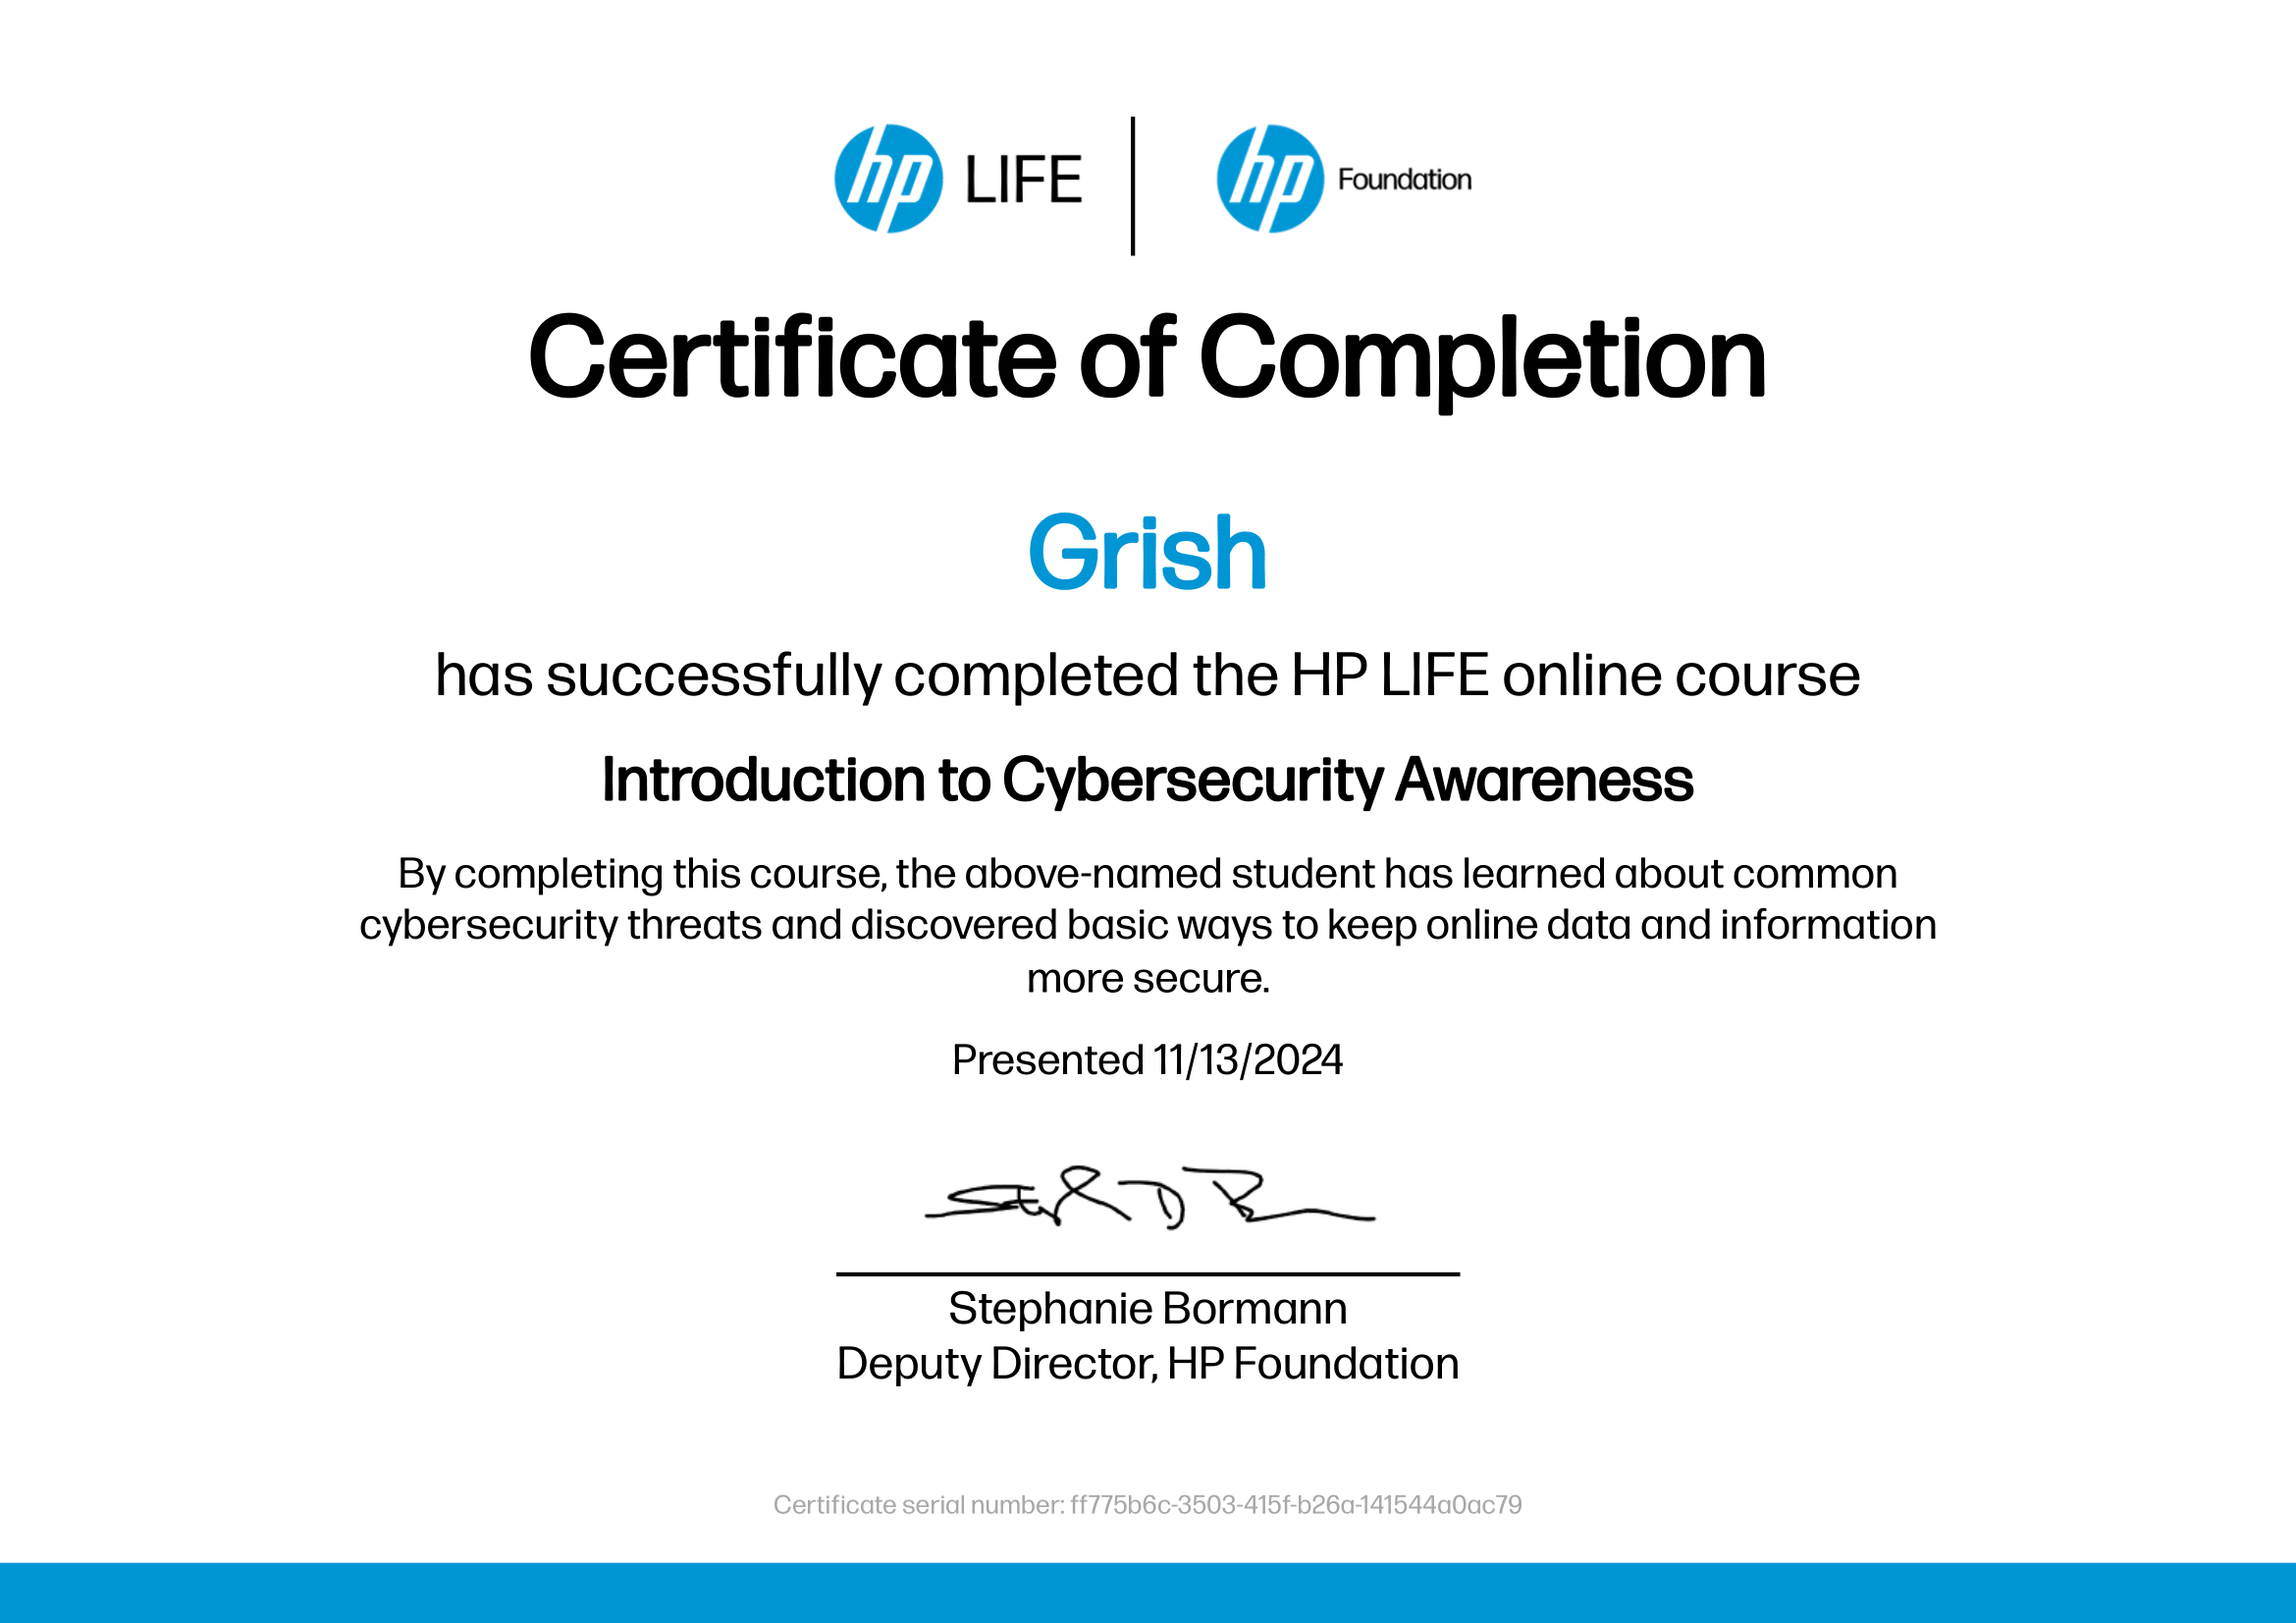 hp LIFE | hp Foundation
Certificate of Completion
Grish
has successfully completed the HP LIFE online course
Introduction to Cybersecurity Awareness
By completing this course, the above-named student has learned about common
cybersecurity threats and discovered basic ways to keep online data and information
more secure.
Presented 11/13/2024
Stephanie Bormann
Deputy Director, HP Foundation
Certificate serial number: ff775b6c-3503-415f-b26a-141544a0ac79